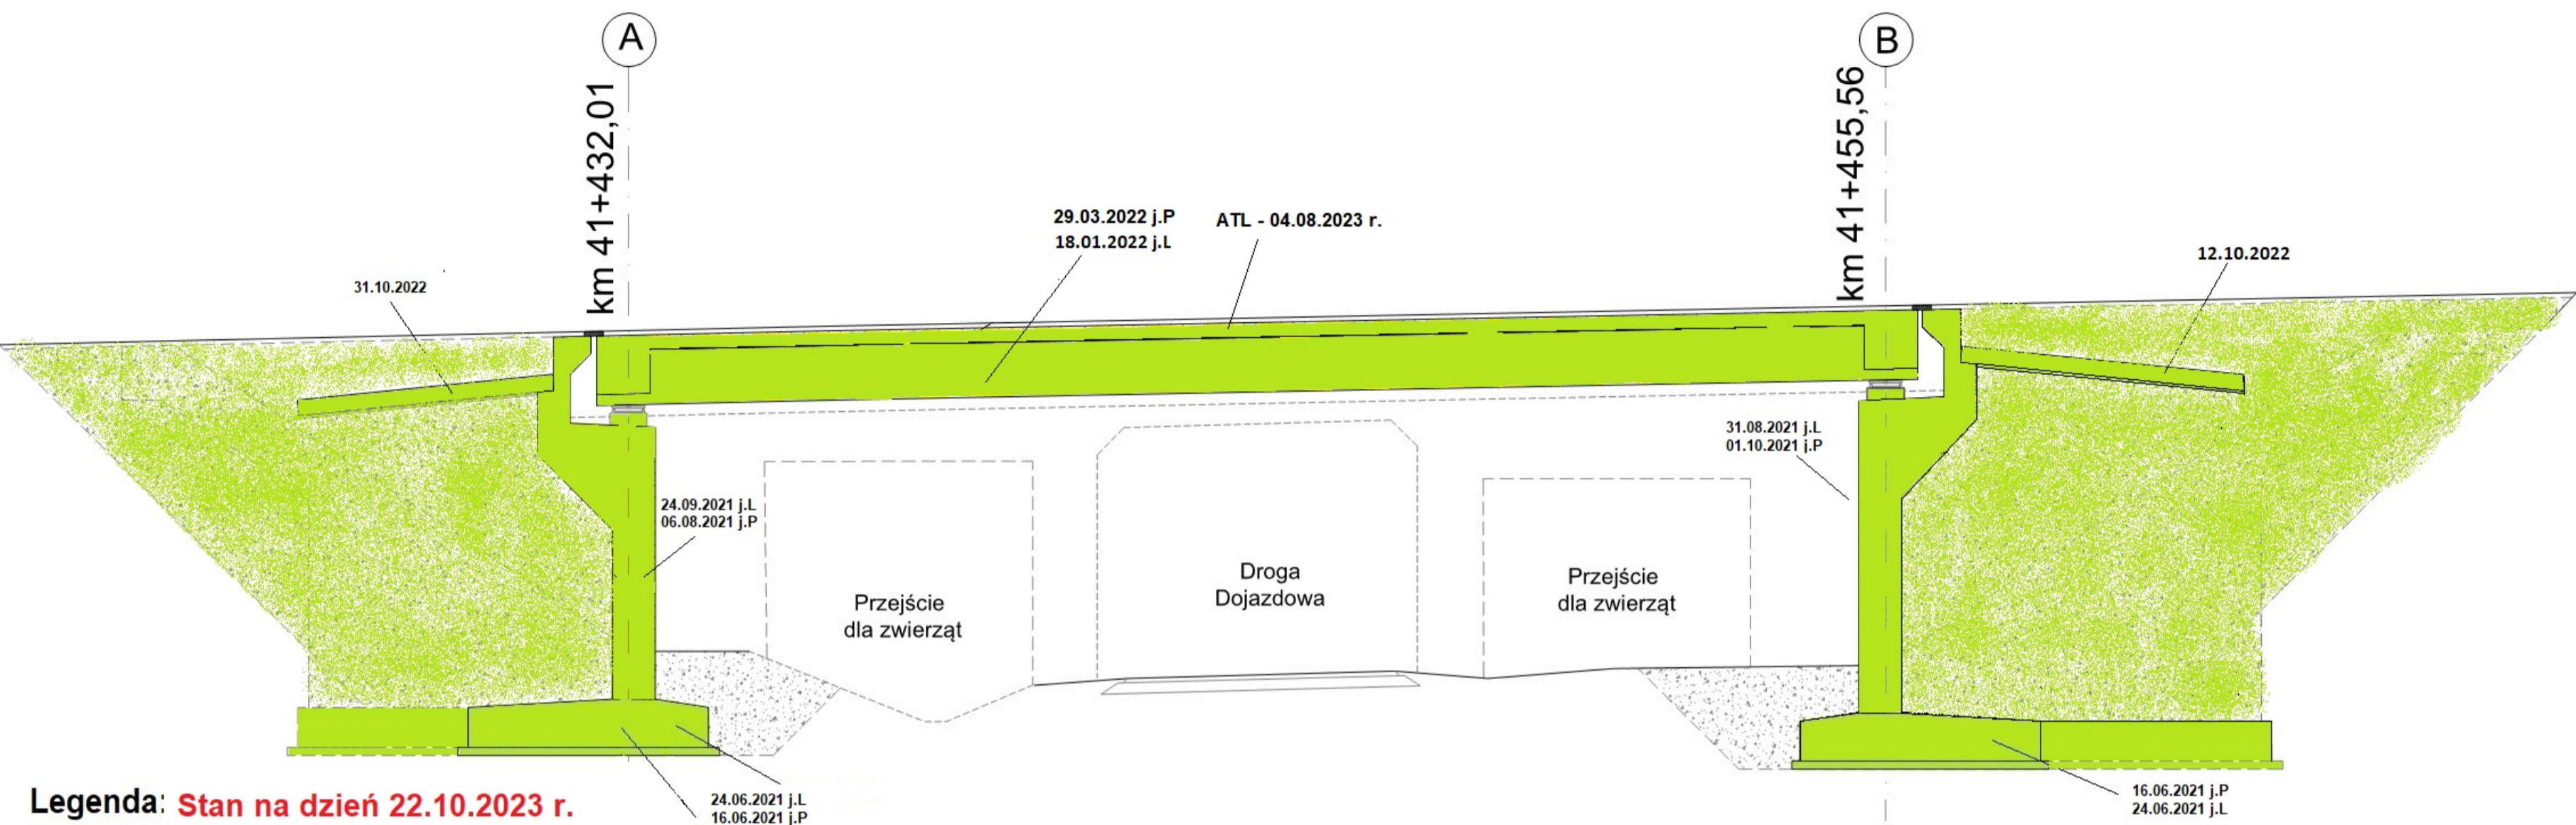 A
B
km 41+432,01
km 41+455,56
29.03.2022 j.P
18.01.2022 j.L
ATL - 04.08.2023 r.
12.10.2022
31.10.2022
31.08.2021 j.L
01.10.2021 j.P
24.09.2021 j.L
06.08.2021 j.P
Przejście
dla zwierząt
Droga
Dojazdowa
Przejście
dla zwierząt
24.06.2021 j.L
16.06.2021 j.P
16.06.2021 j.P
24.06.2021 j.L
Legenda: Stan na dzień 22.10.2023 r.